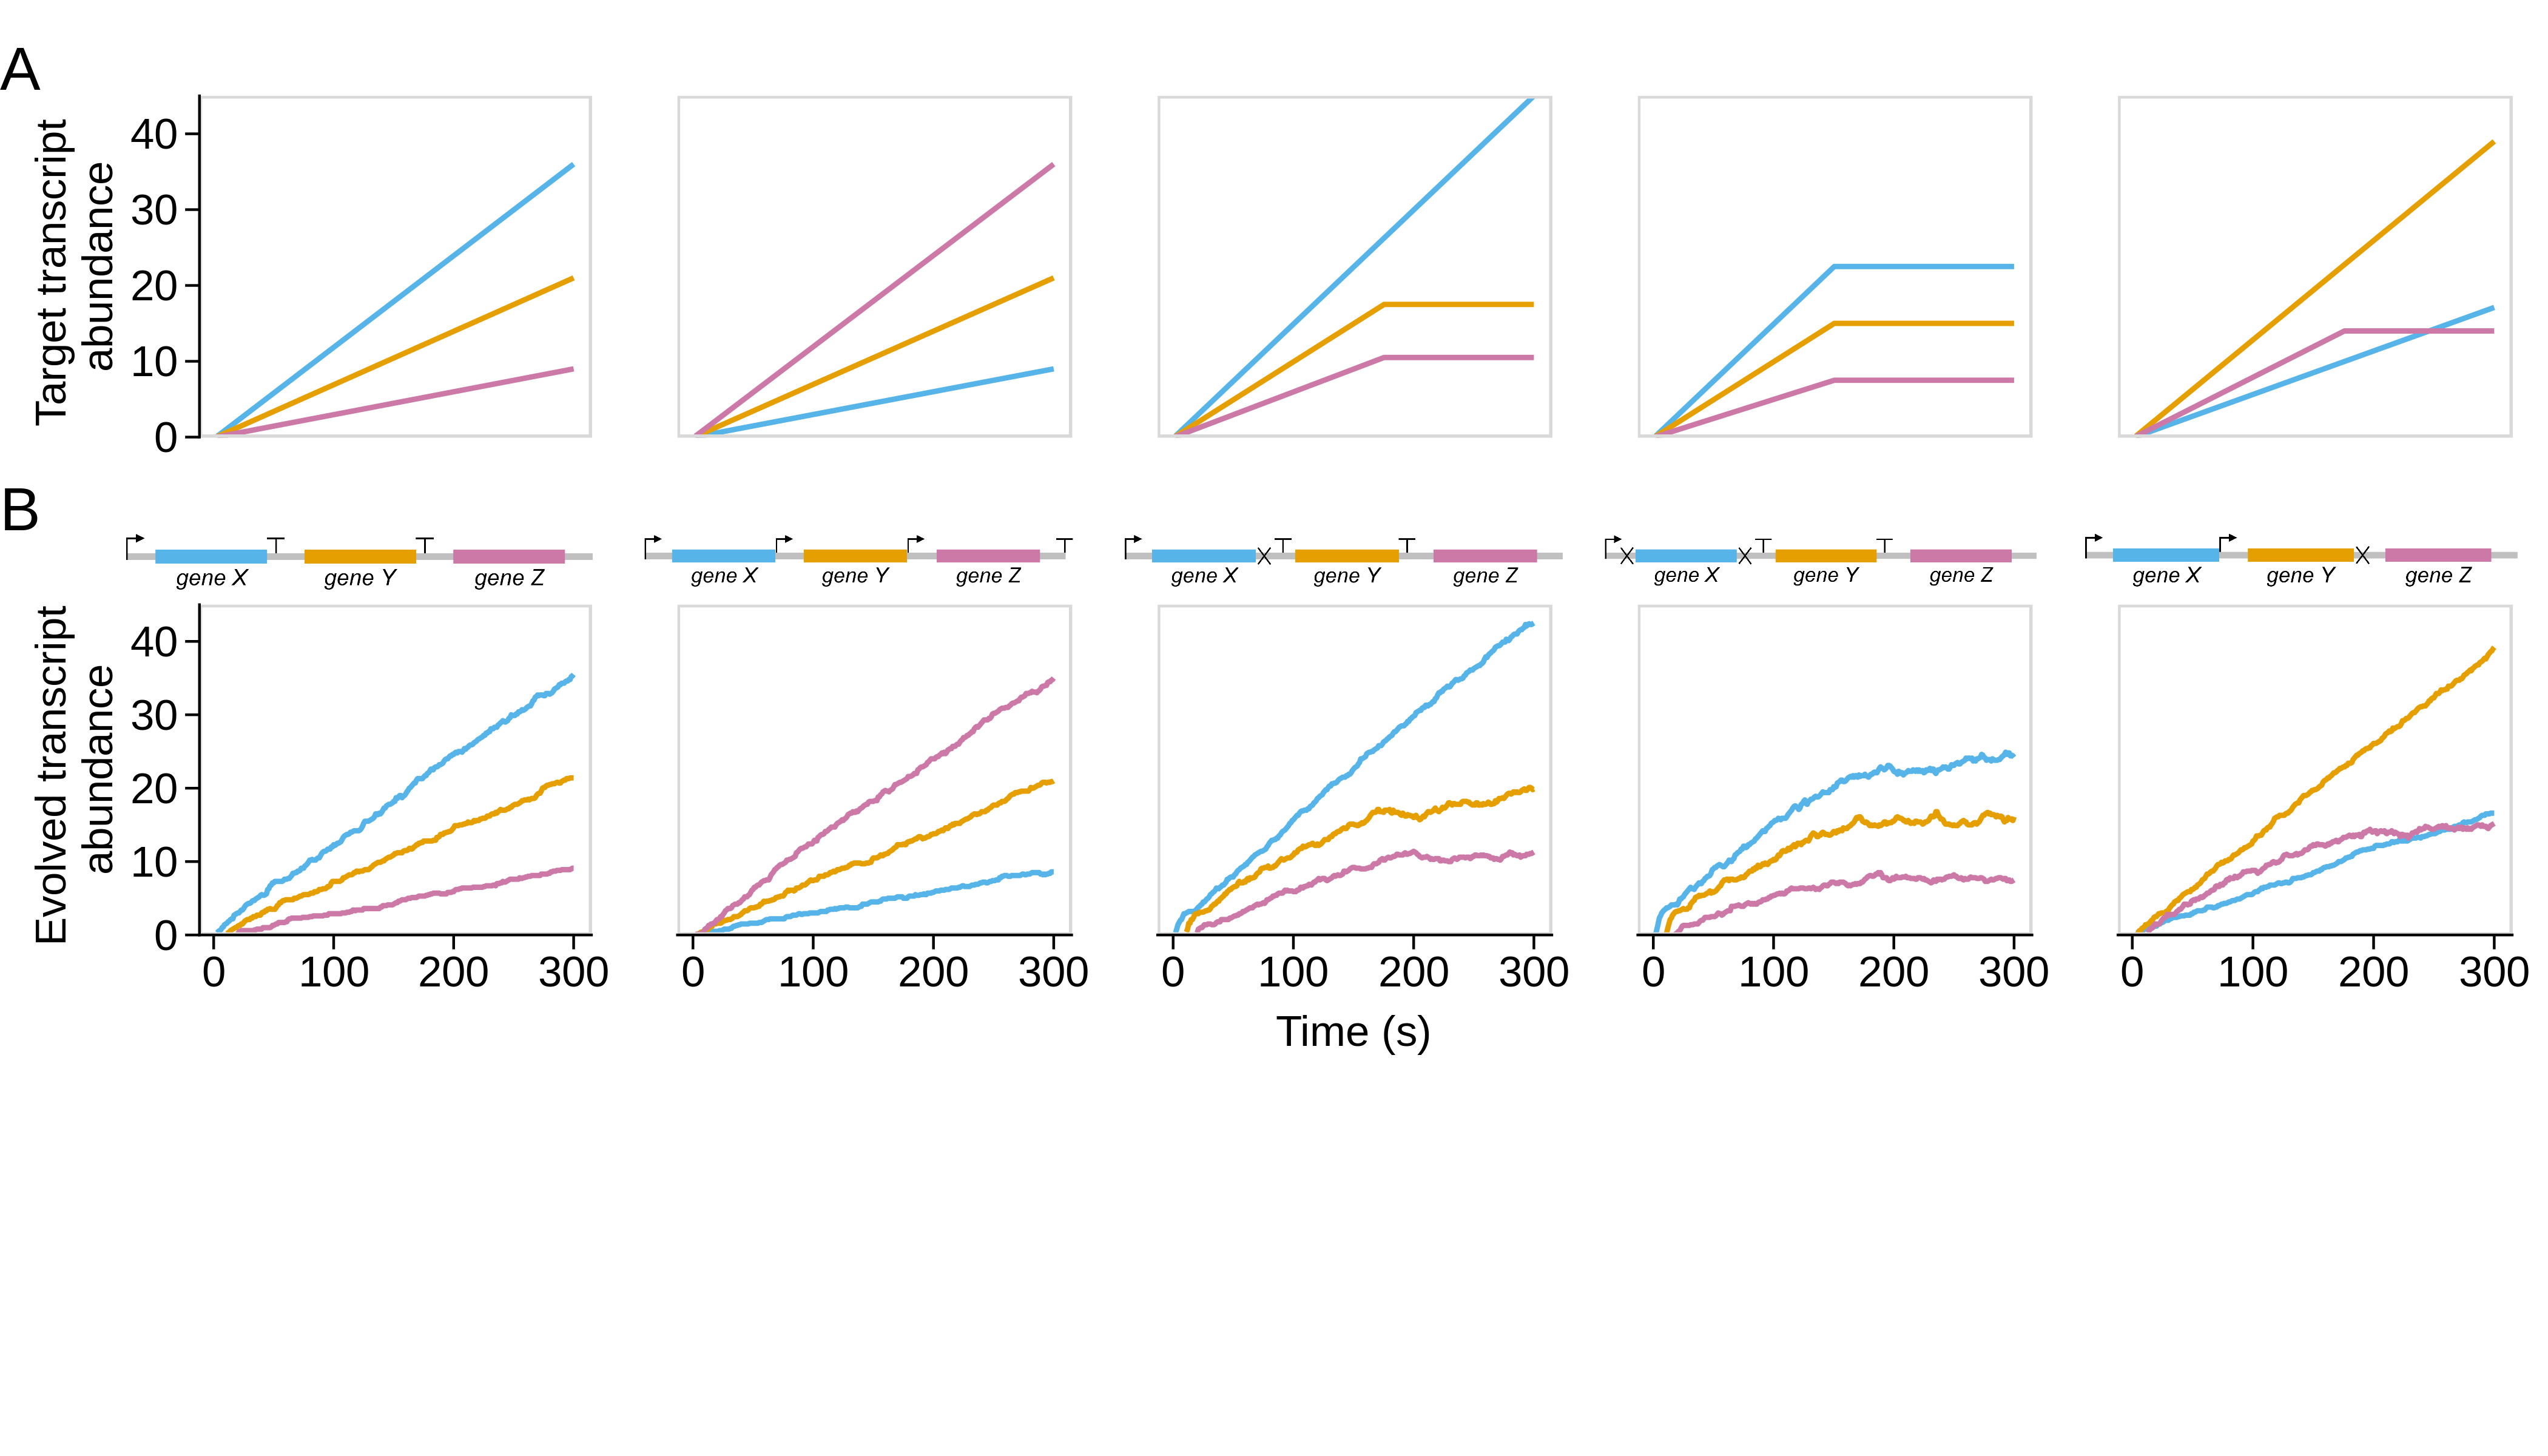 A
Target transcript
abundance
40
30
20
10
0
B
gene X gene Y gene Z
gene X gene Y gene Z
gene X gene Y gene Z
gene X gene Y gene Z
gene X gene Y gene Z
Evolved transcript
abundance
40
30
20
10
0
0 100 200 300
0 100 200 300
0 100 200 300
0 100 200 300
0 100 200 300
Time (s)